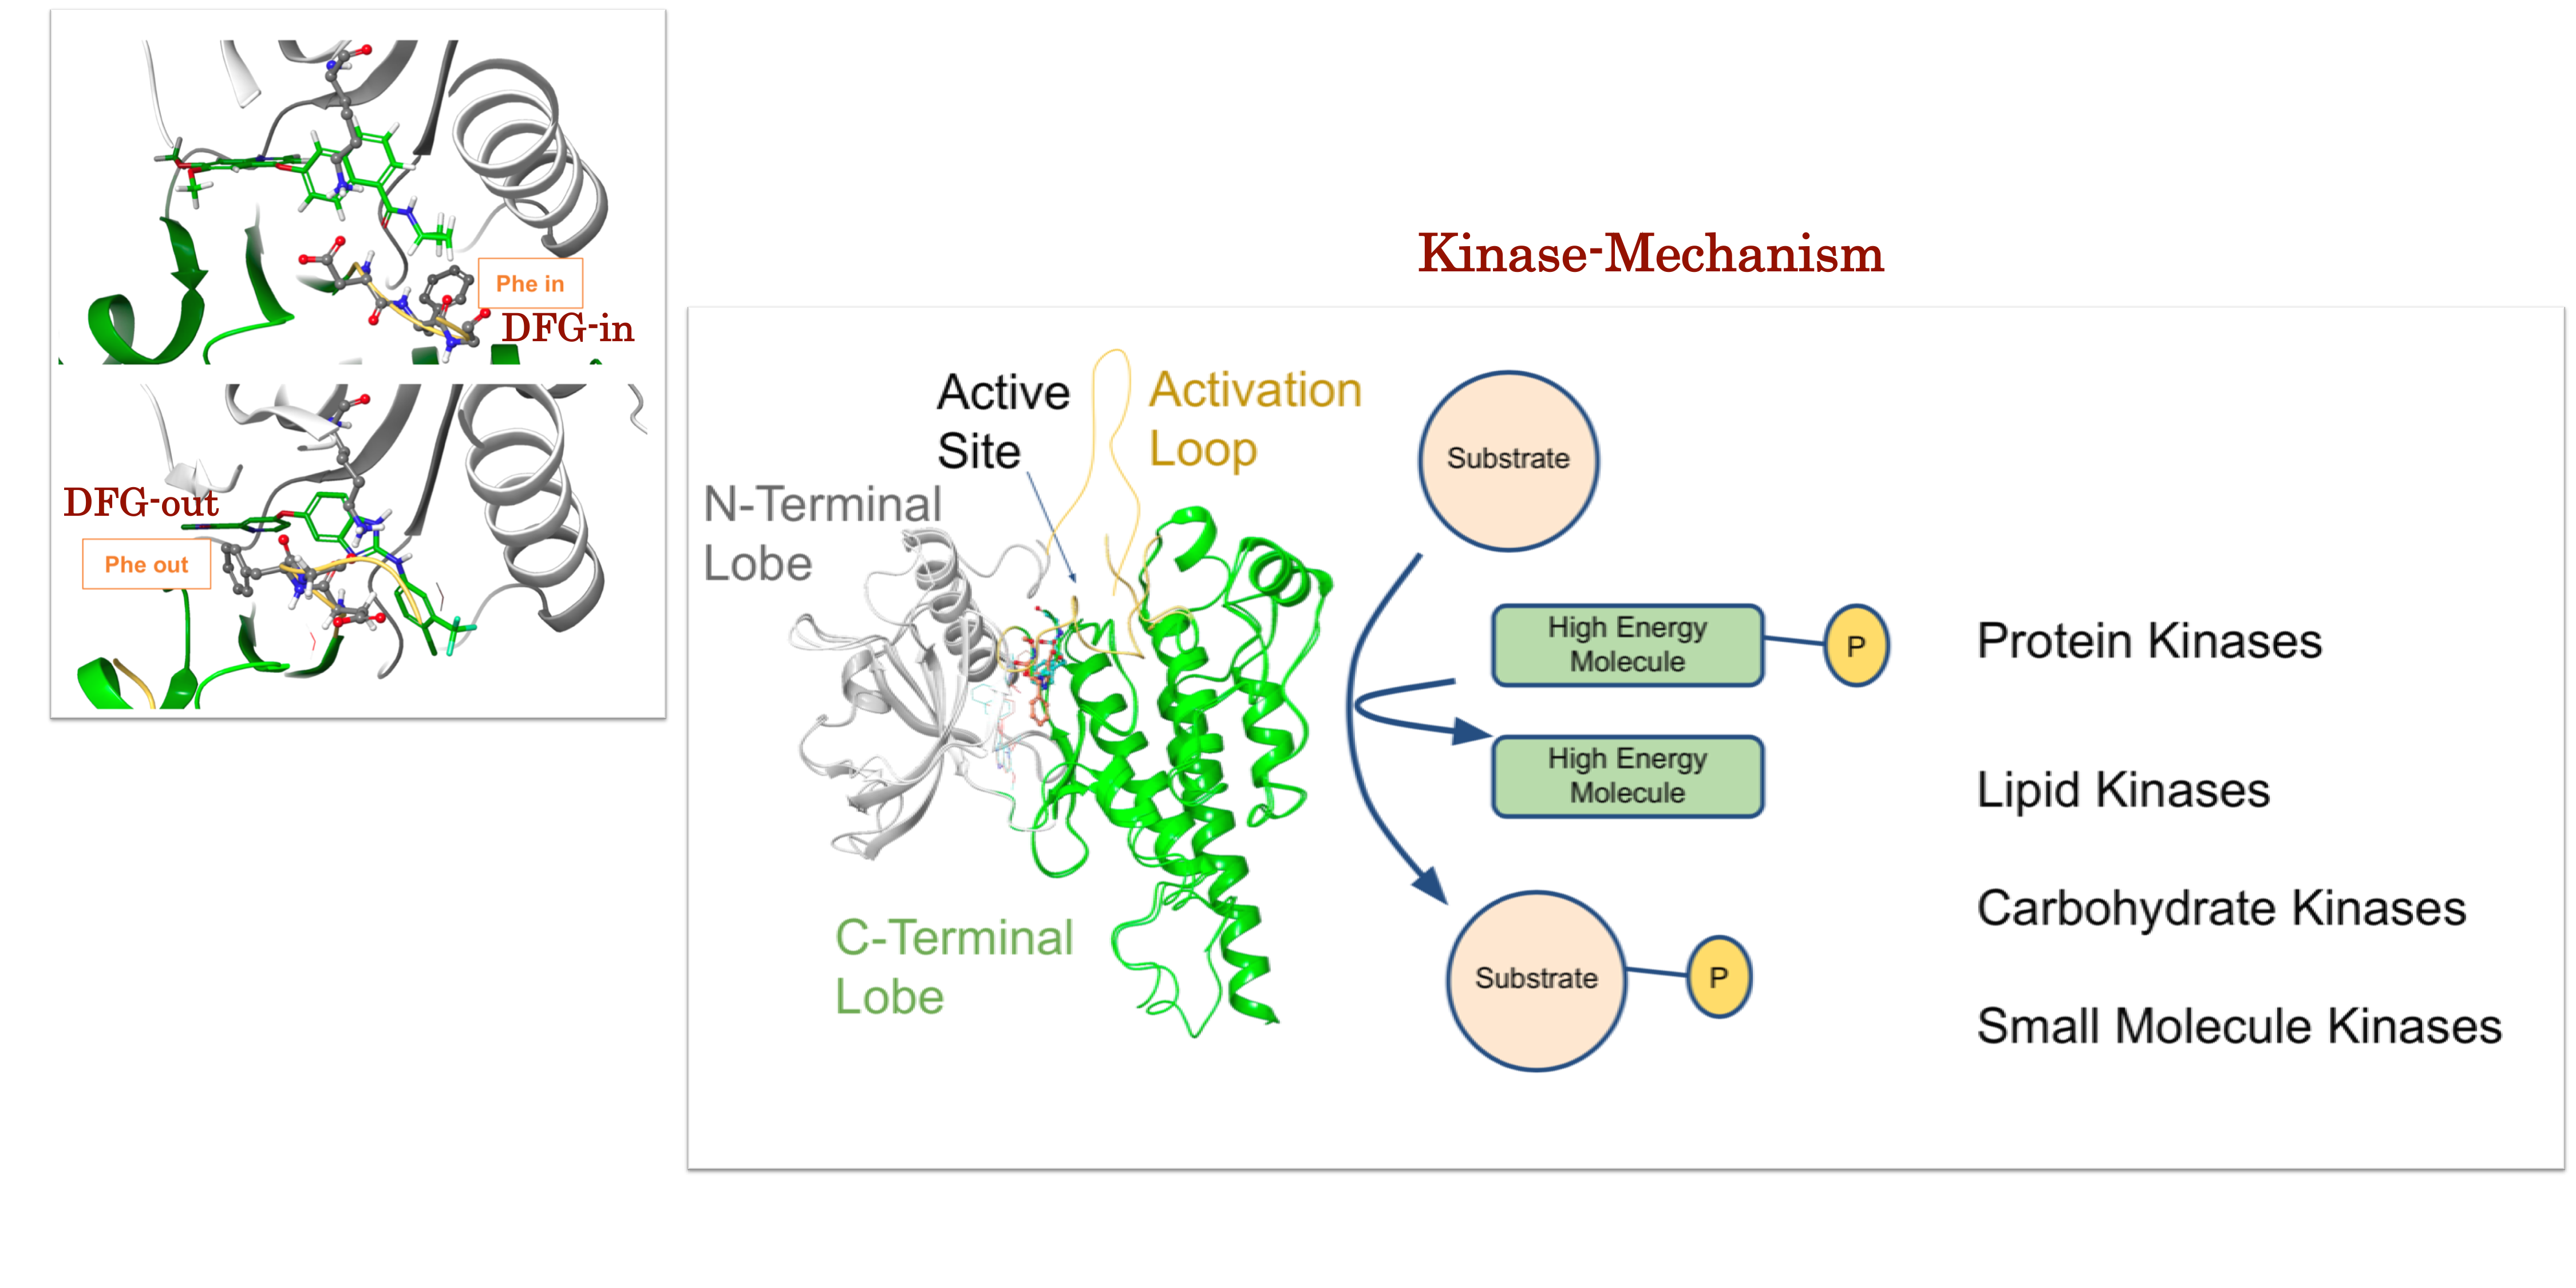 Phe in
DFG-in
DFG-out
Phe out
Kinase-Mechanism
Active
Site
Activation
Loop
N-Terminal
Lobe
C-Terminal
Lobe
Substrate
High Energy
Molecule
P
High Energy
Molecule
Substrate
P
Protein Kinases
Lipid Kinases
Carbohydrate Kinases
Small Molecule Kinases